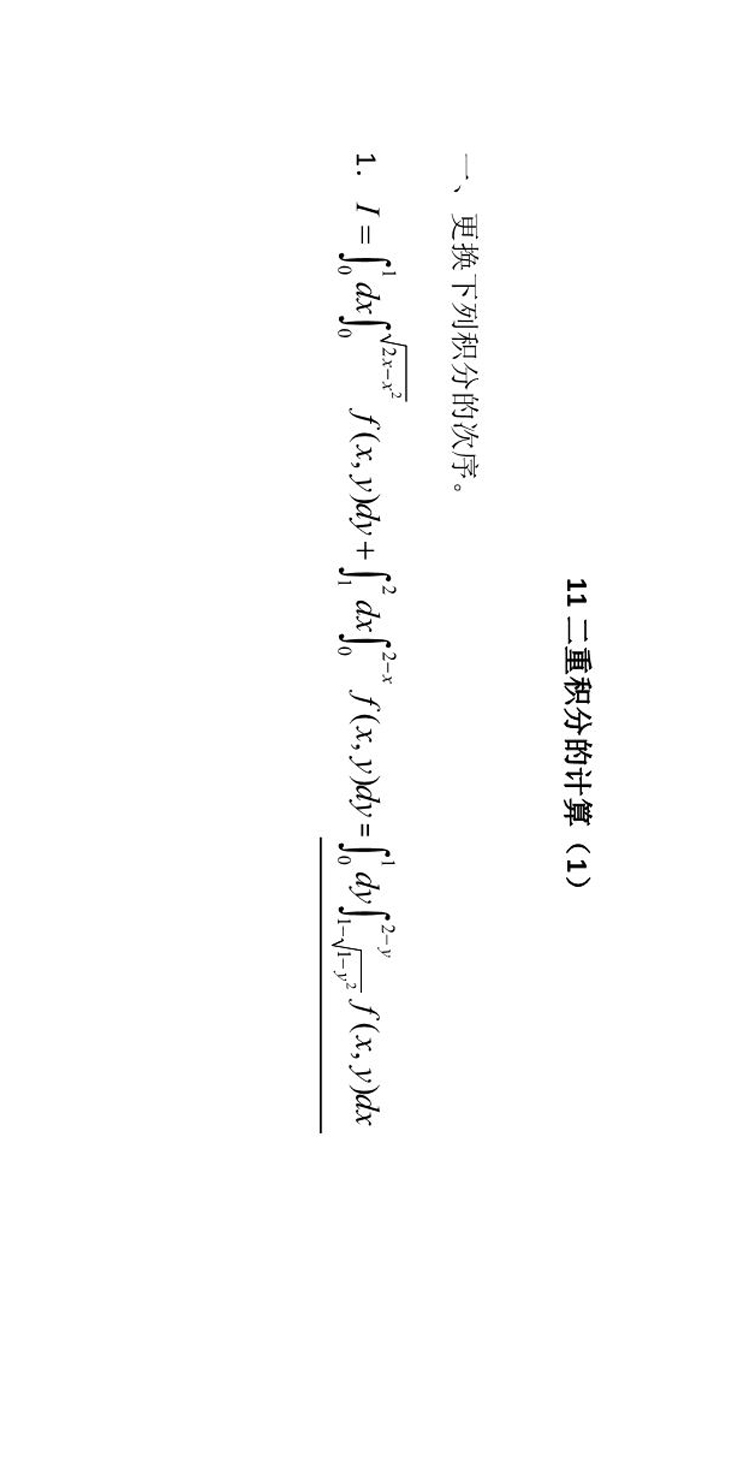 11 二重积分的计算（1）
一、更换下列积分的次序。
1. $I = \int_0^1 dx \int_0^{\sqrt{2x-x^2}} f(x,y)dy + \int_1^2 dx \int_0^{2-x} f(x,y)dy = \int_0^1 dy \int_{1-\sqrt{1-y^2}}^{2-y} f(x,y)dx$